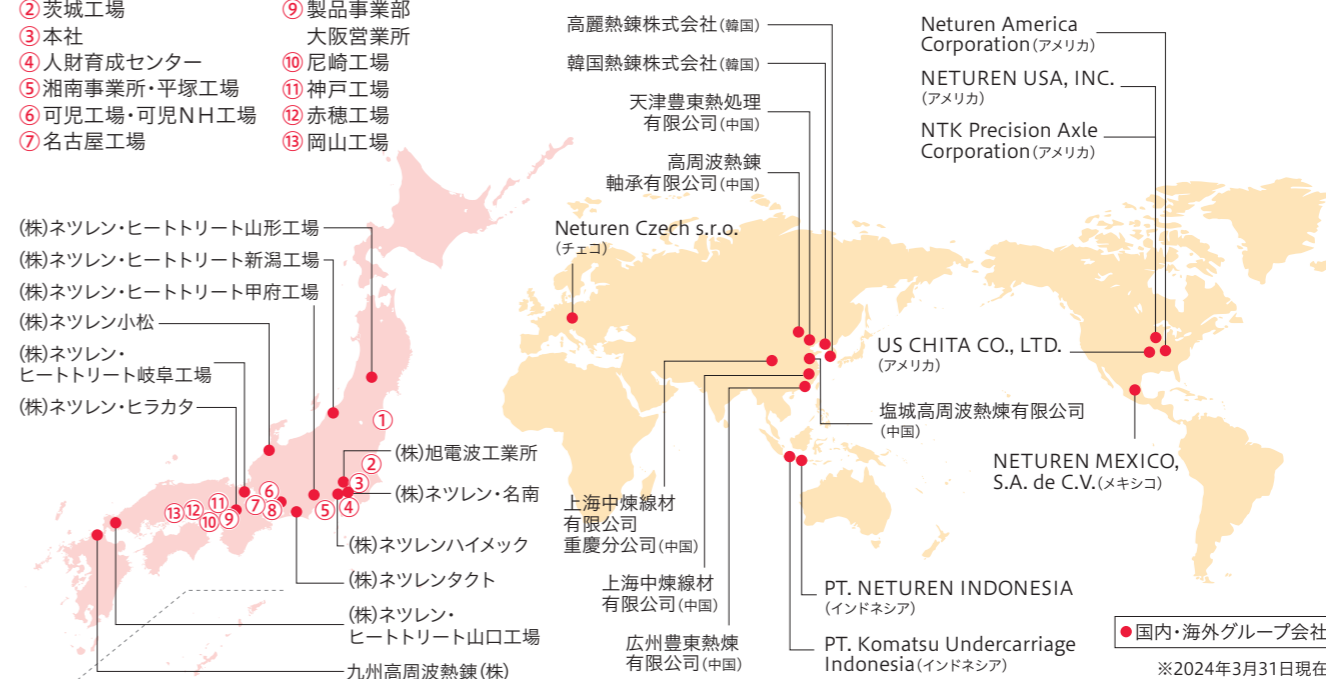 ②茨城工場
③本社
④人財育成センター
⑤湘南事業所・平塚工場
⑥可児工場・可児NH工場
⑦名古屋工場
⑨製品事業部
大阪営業所
⑩尼崎工場
⑪神戸工場
⑫赤穂工場
⑬岡山工場
(株)ネツレン・ヒートトリート山形工場
(株)ネツレン・ヒートトリート新潟工場
(株)ネツレン・ヒートトリート甲府工場
(株)ネツレン小松
(株)ネツレン・
ヒートトリート岐阜工場
(株)ネツレン・ヒラカタ
①
②
③
④
⑤
⑥
⑦
⑧
⑨
⑩
⑪
⑫
⑬
(株)旭電波工業所
(株)ネツレン・名南
(株)ネツレンハイメック
(株)ネツレンタクト
(株)ネツレン・
ヒートトリート山口工場
九州高周波熱錬(株)
高麗熱錬株式会社(韓国)
韓国熱錬株式会社(韓国)
天津豊東熱処理
有限公司(中国)
高周波熱錬
軸承有限公司(中国)
Neturen Czech s.r.o.
(チェコ)
上海中煉線材
有限公司
重慶分公司(中国)
上海中煉線材
有限公司(中国)
広州豊東熱煉
有限公司(中国)
塩城高周波熱煉有限公司
(中国)
PT. NETUREN INDONESIA
(インドネシア)
PT. Komatsu Undercarriage
Indonesia(インドネシア)
Neturen America
Corporation(アメリカ)
NETUREN USA, INC.
(アメリカ)
NTK Precision Axle
Corporation(アメリカ)
US CHITA CO., LTD.
(アメリカ)
NETUREN MEXICO,
S.A. de C.V.(メキシコ)
●国内・海外グループ会社
※2024年3月31日現在